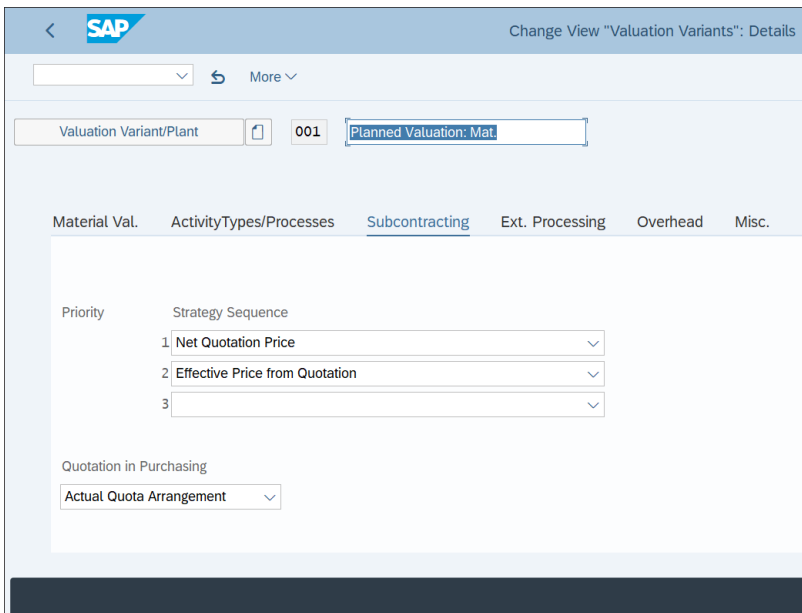 SAP
Change View "Valuation Variants": Details
More
Valuation Variant/Plant 001 Planned Valuation: Mat.
Material Val. ActivityTypes/Processes Subcontracting Ext. Processing Overhead Misc.
Priority Strategy Sequence
1 Net Quotation Price
2 Effective Price from Quotation
3
Quotation in Purchasing
Actual Quota Arrangement